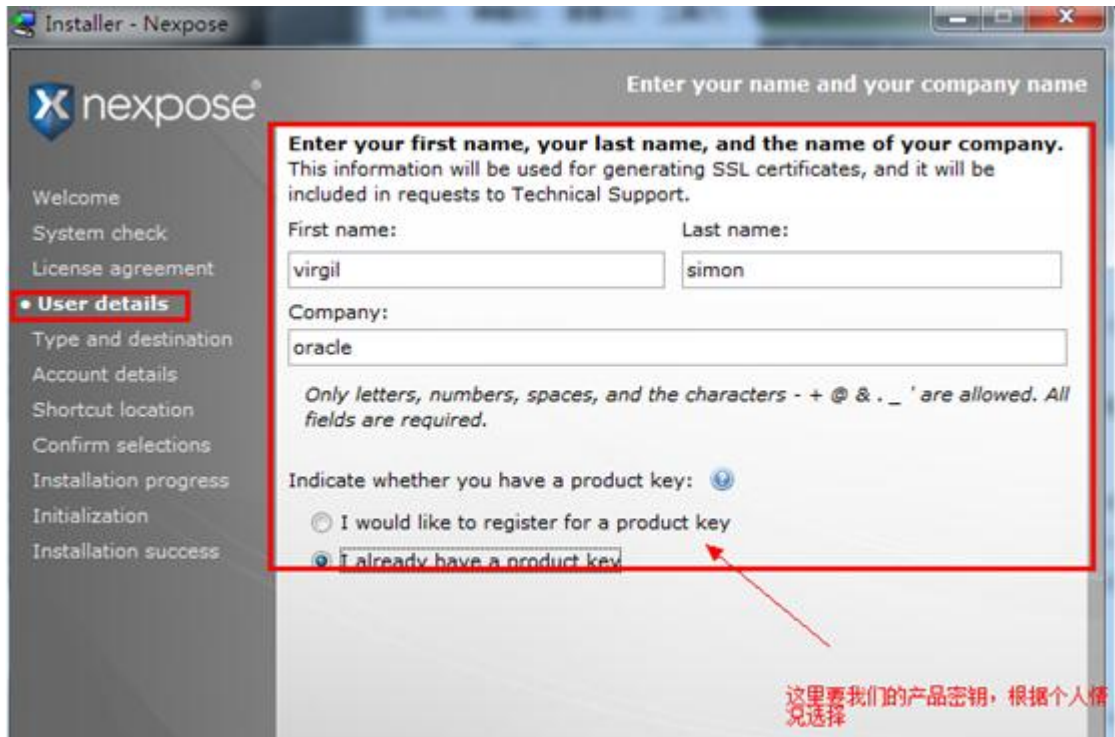 Installer - Nexpose
nexpose®
Enter your name and your company name
Enter your first name, your last name, and the name of your company.
This information will be used for generating SSL certificates, and it will be
included in requests to Technical Support.
First name:
Last name:
virgil
simon
Company:
oracle
Only letters, numbers, spaces, and the characters - + @ & . _ ' are allowed. All
fields are required.
Indicate whether you have a product key:
I would like to register for a product key
I already have a product key
Welcome
System check
License agreement
User details
Type and destination
Account details
Shortcut location
Confirm selections
Installation progress
Initialization
Installation success
这里要我们的产品密钥，根据个人情
况选择